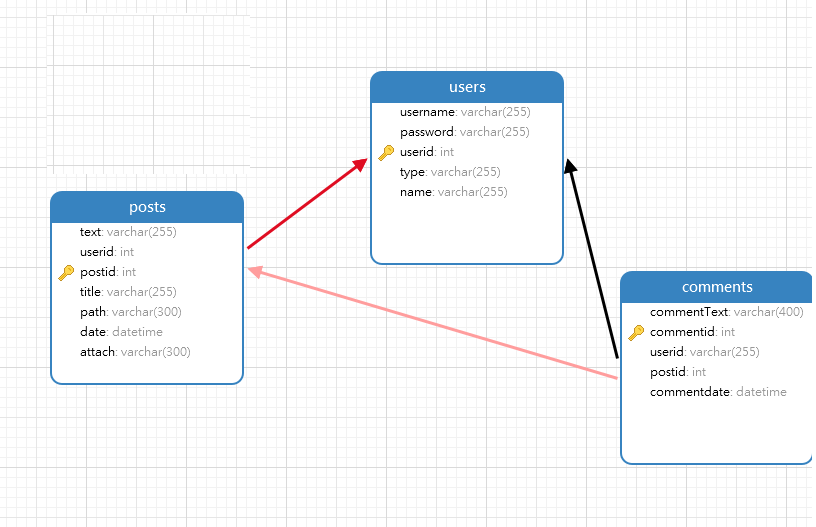 users
username: varchar(255)
password: varchar(255)
userid: int
type: varchar(255)
name: varchar(255)
posts
text: varchar(255)
userid: int
postid: int
title: varchar(255)
path: varchar(300)
date: datetime
attach: varchar(300)
comments
commentText: varchar(400)
commentid: int
userid: varchar(255)
postid: int
commentdate: datetime